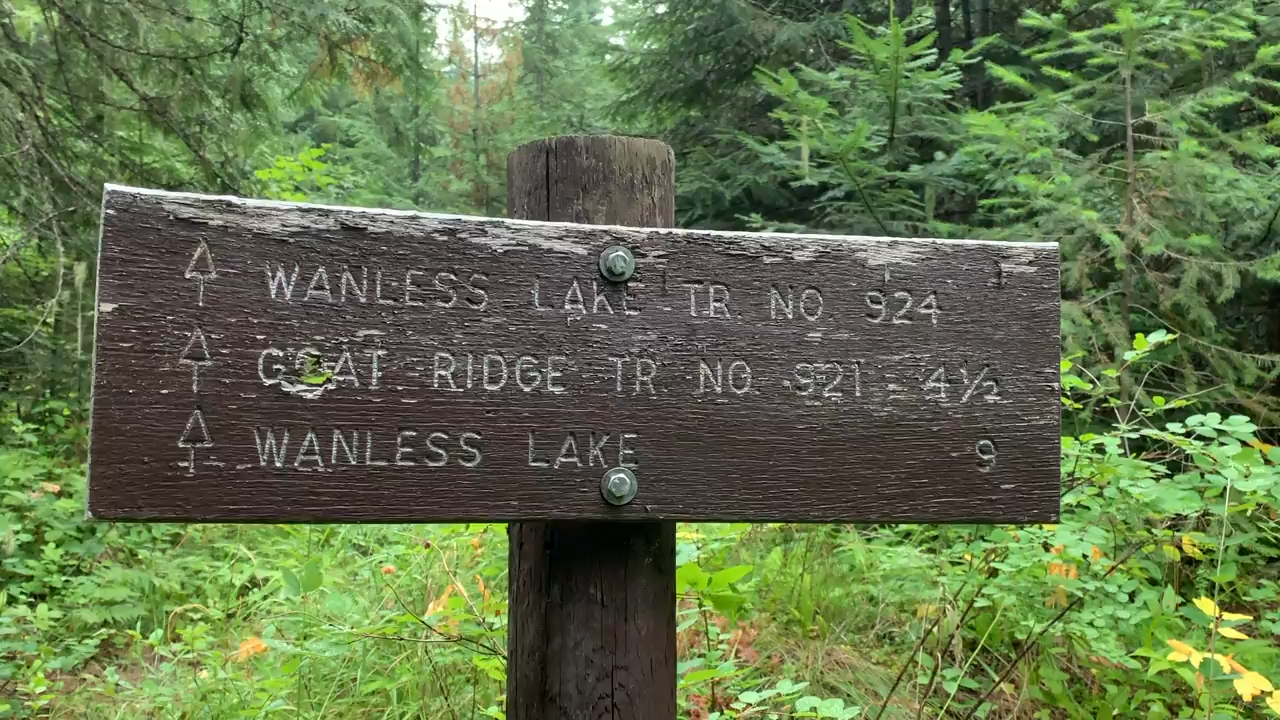 WANLESS LAKE TR. NO. 924
GOAT RIDGE TR NO. 921 4½
WANLESS LAKE 9